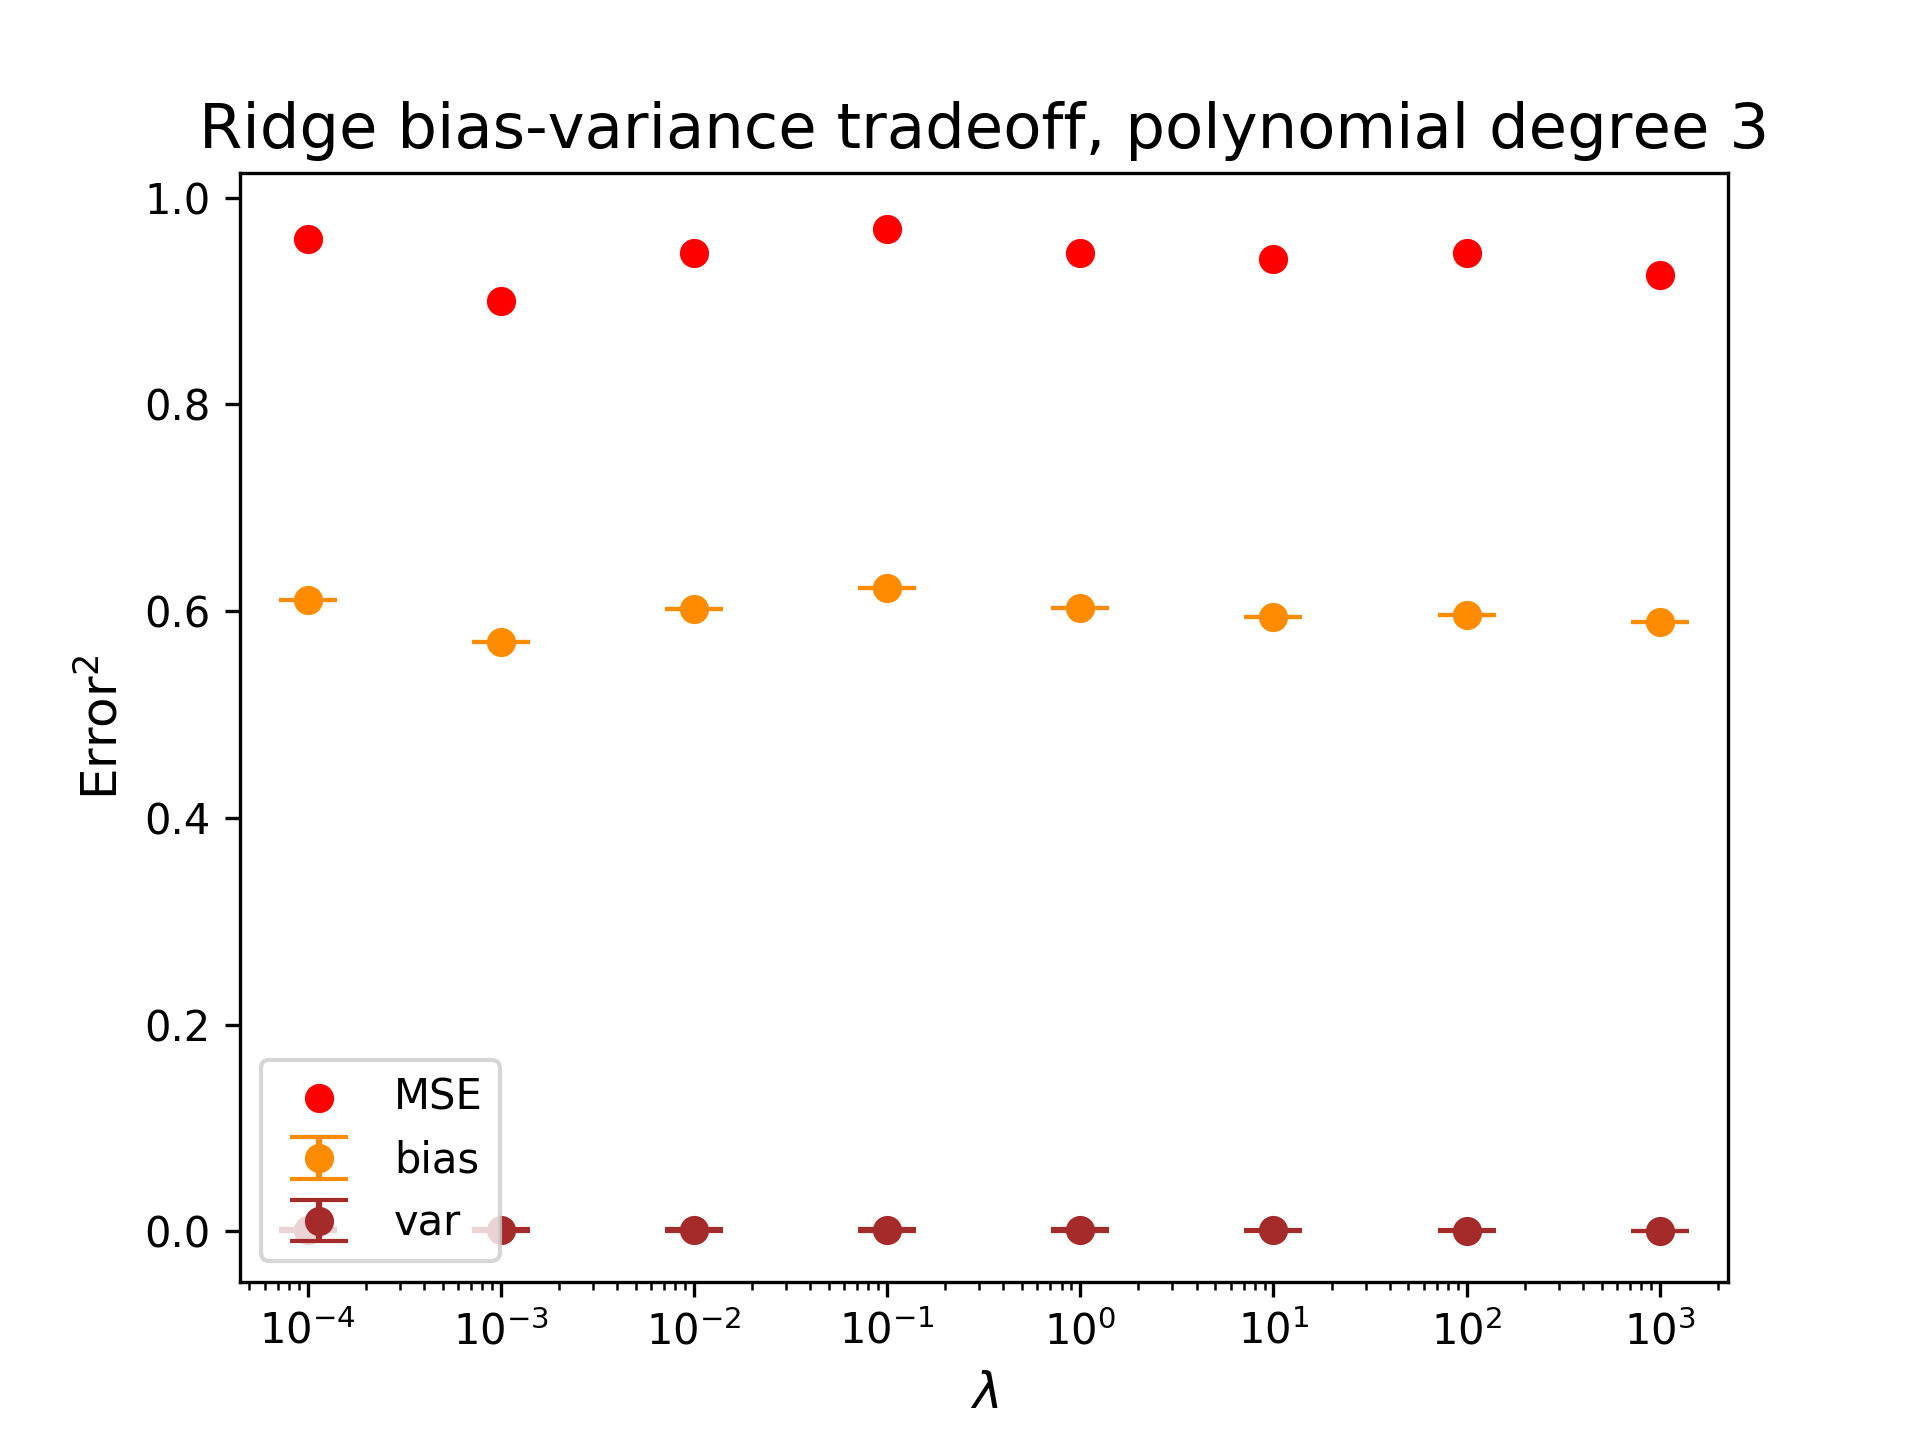 Ridge bias-variance tradeoff, polynomial degree 3
1.0
0.8
0.6
0.4
0.2
0.0
Error²
MSE
bias
var
10⁻⁴ 10⁻³ 10⁻² 10⁻¹ 10⁰ 10¹ 10² 10³
λ